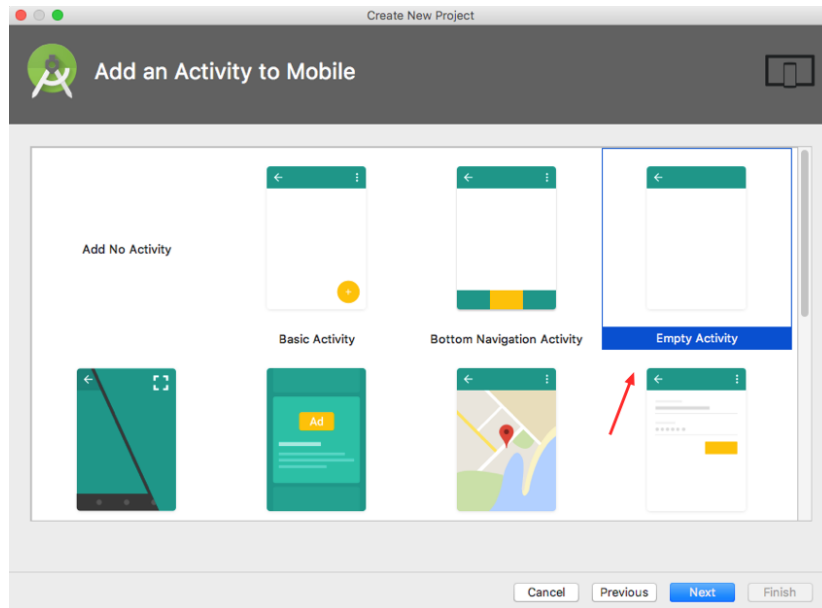 Create New Project
Add an Activity to Mobile
Add No Activity
Basic Activity
Bottom Navigation Activity
Empty Activity
Ad
Cancel
Previous
Next
Finish